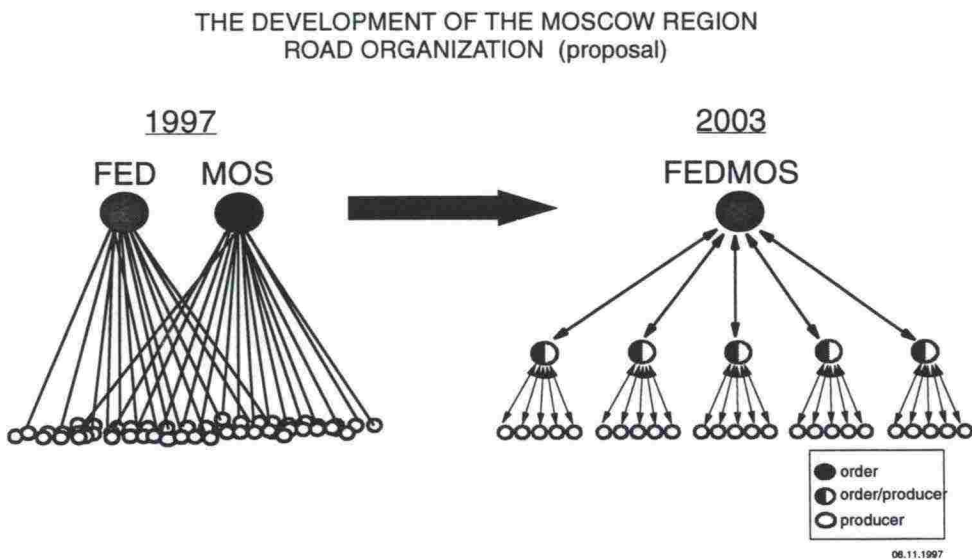 THE DEVELOPMENT OF THE MOSCOW REGION
ROAD ORGANIZATION (proposal)
1997
2003
FED MOS
FEDMOS
order
order/producer
producer
06.11.1997